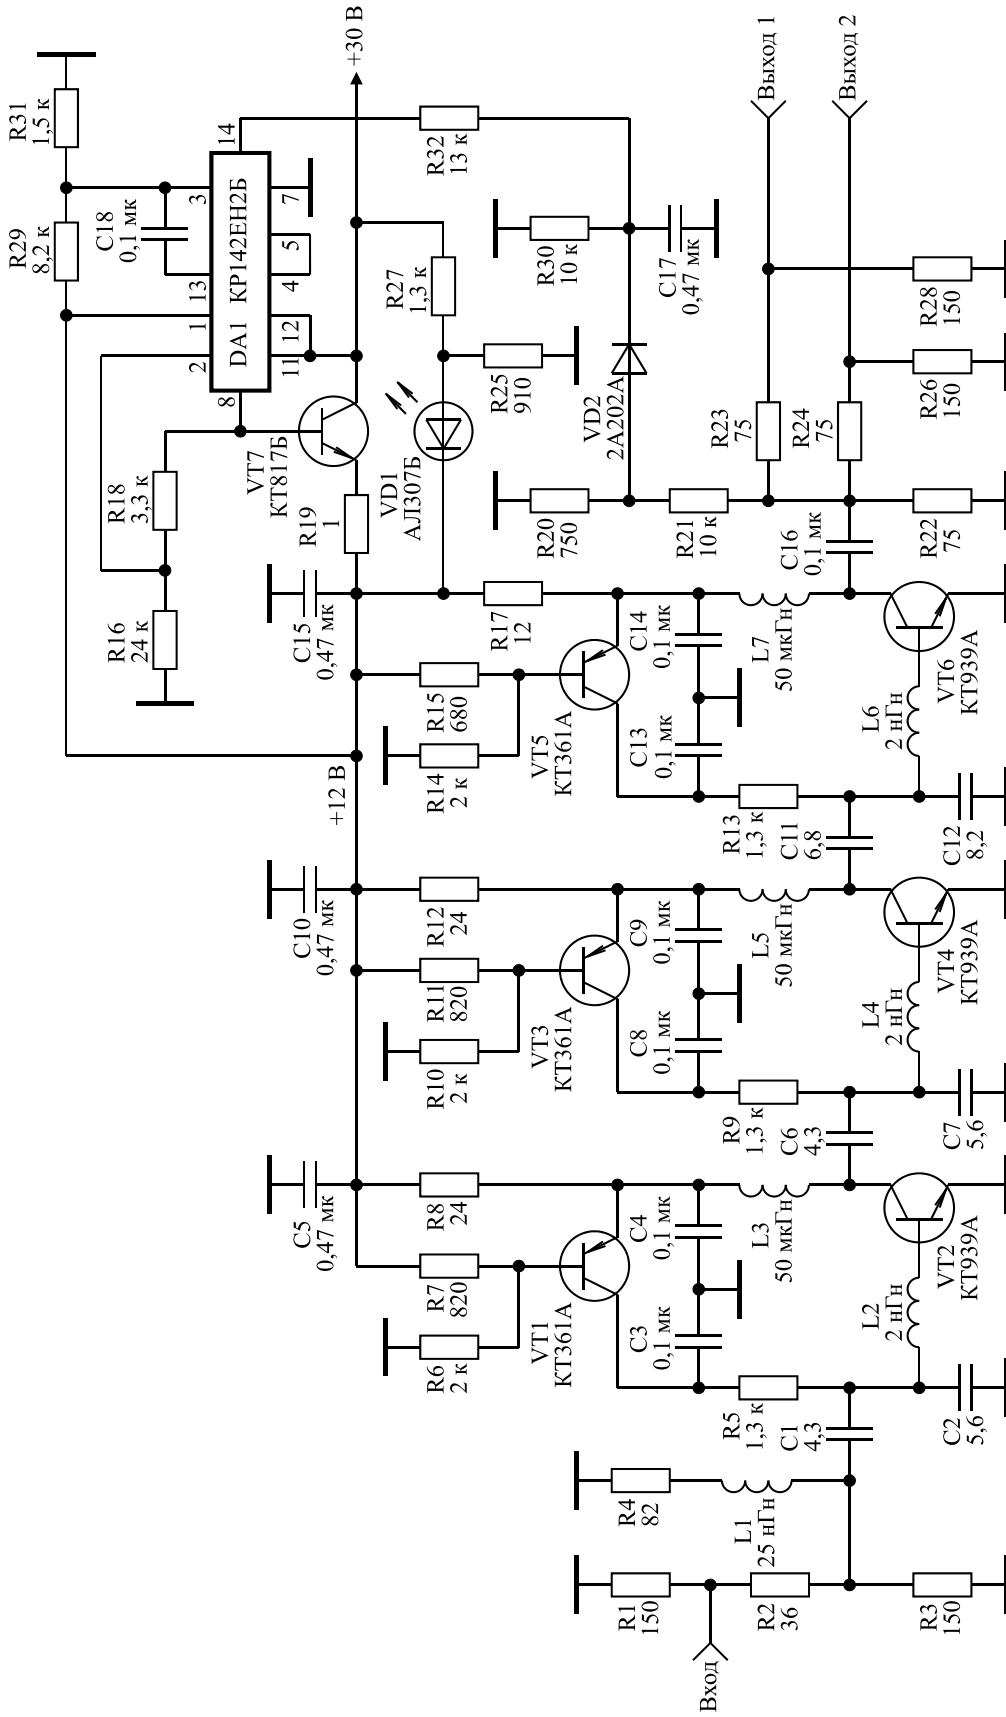 R31
1,5 к
R29
8,2 к
C18
0,1 мк
14
3
7
13
5
4
1
12
2
11
8
DA1
КР142ЕН2Б
+30 В
R32
13 к
R18
3,3 к
R16
24 к
VT7
КТ817Б
R19
1
R27
1,3 к
R25
910
VD1
АЛ307Б
R30
10 к
C17
0,47 мк
VD2
2А202А
R20
750
R21
10 к
R23
75
R24
75
R28
150
R26
150
R22
75
C16
0,1 мк
Выход 1
Выход 2
C15
0,47 мк
R17
12
R15
680
R14
2 к
VT5
КТ361А
C14
0,1 мк
C13
0,1 мк
L7
50 мкГн
VT6
КТ939А
L6
2 нГн
R13
1,3 к
C11
6,8
C12
8,2
+12 В
C10
0,47 мк
R12
24
R11
820
R10
2 к
VT3
КТ361А
C9
0,1 мк
C8
0,1 мк
L5
50 мкГн
VT4
КТ939А
L4
2 нГн
R9
1,3 к
C6
4,3
C7
5,6
C5
0,47 мк
R8
24
R7
820
R6
2 к
VT1
КТ361А
C4
0,1 мк
C3
0,1 мк
L3
50 мкГн
VT2
КТ939А
L2
2 нГн
R5
1,3 к
C1
4,3
C2
5,6
R4
82
L1
25 нГн
R1
150
R2
36
R3
150
Вход